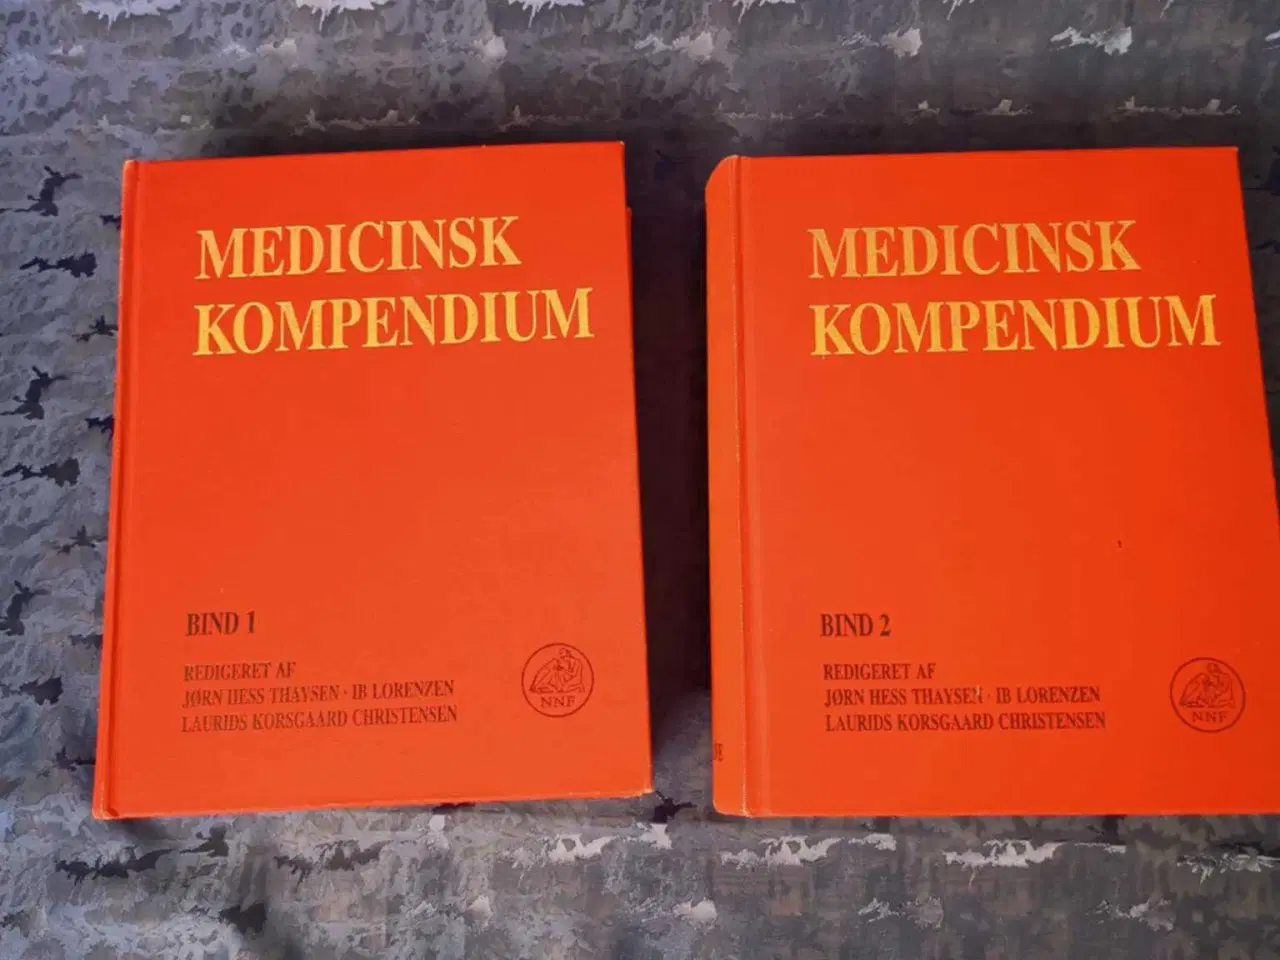 MEDICINSK
KOMPENDIUM
BIND 1
REDIGERET AF
JØRN HESS THAYSEN · IB LORENZEN
LAURIDS KORSGAARD CHRISTENSEN
NNF
MEDICINSK
KOMPENDIUM
BIND 2
REDIGERET AF
JØRN HESS THAYSEN · IB LORENZEN
LAURIDS KORSGAARD CHRISTENSEN
NNF